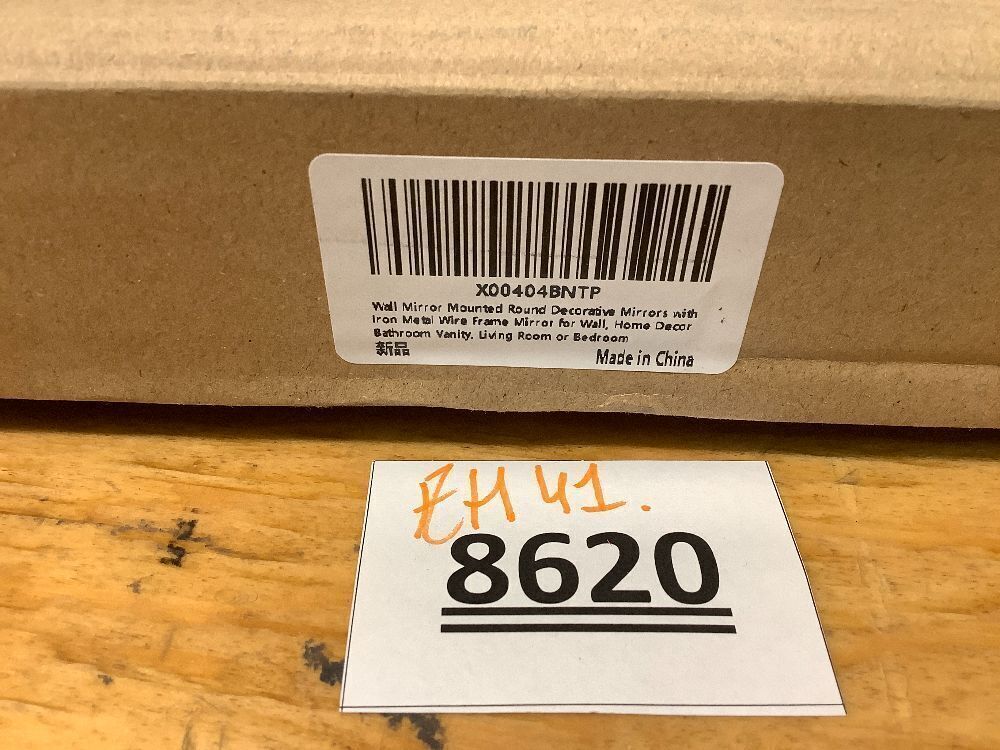 X00404BNTP
Wall Mirror Mounted Round Decorative Mirrors with
Iron Metal Wire Frame Mirror for Wall, Home Decor
Bathroom Vanity, Living Room or Bedroom
新品
Made in China
EH 41.
8620